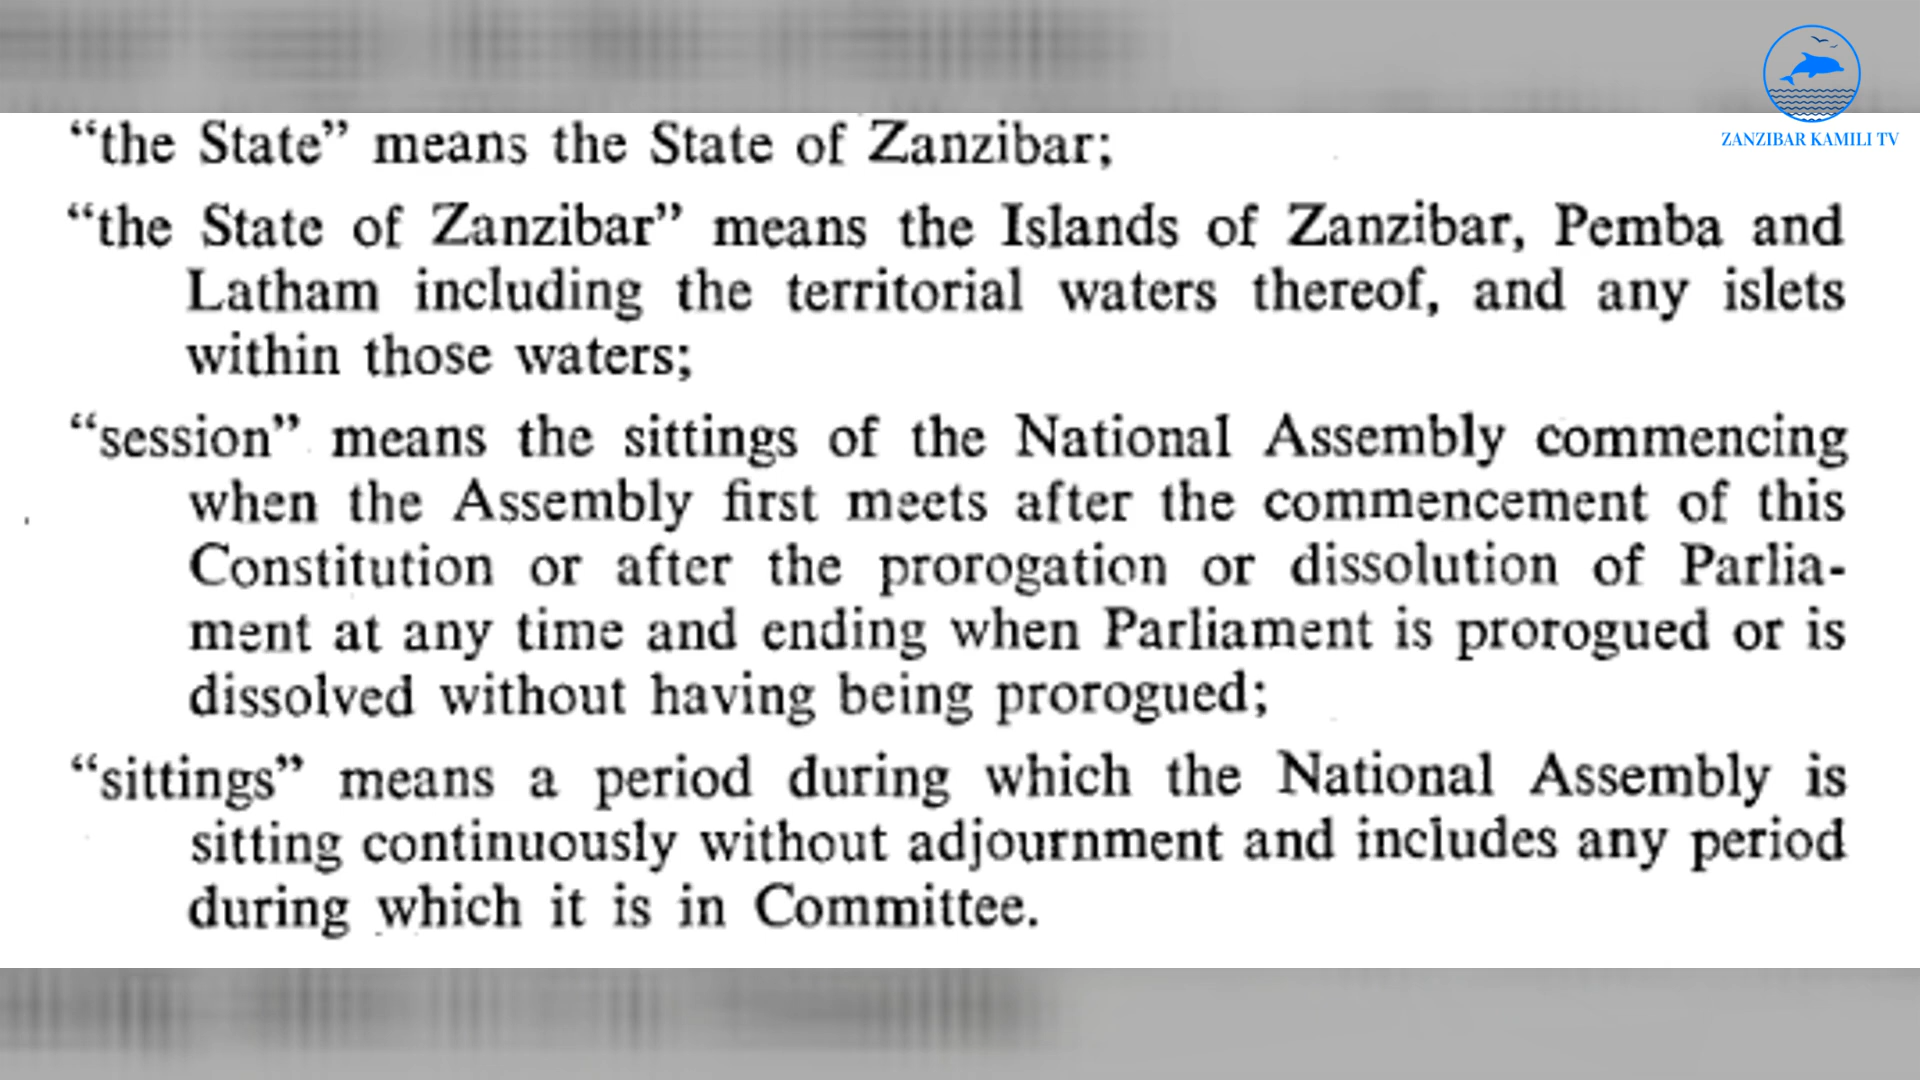 ZANZIBAR KAMILI TV
“the State” means the State of Zanzibar;
“the State of Zanzibar” means the Islands of Zanzibar, Pemba and
Latham including the territorial waters thereof, and any islets
within those waters;
“session” means the sittings of the National Assembly commencing
when the Assembly first meets after the commencement of this
Constitution or after the prorogation or dissolution of Parlia-
ment at any time and ending when Parliament is prorogued or is
dissolved without having being prorogued;
“sittings” means a period during which the National Assembly is
sitting continuously without adjournment and includes any period
during which it is in Committee.